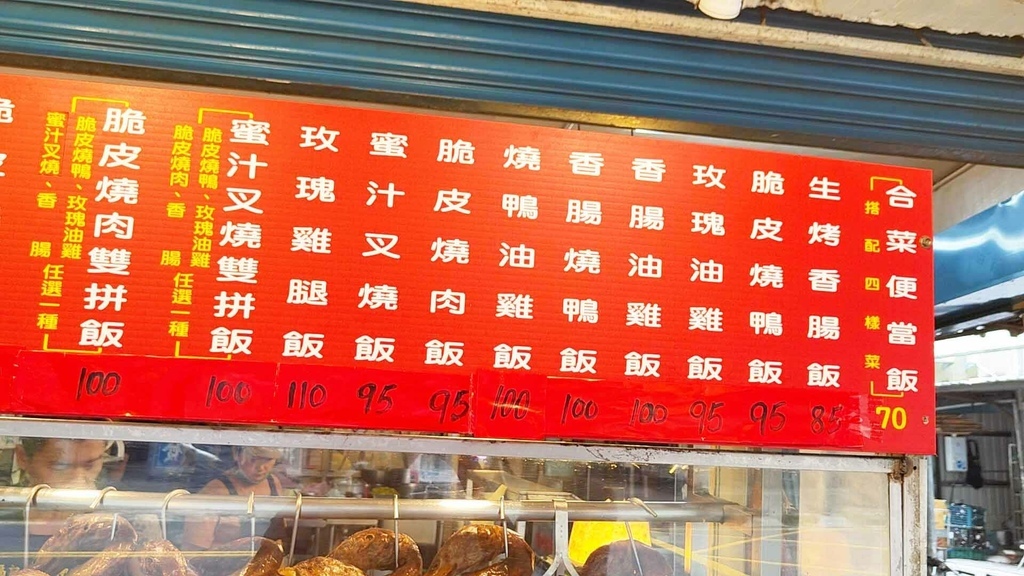 合菜便當飯
搭配四樣菜
70
生烤香腸飯
85
脆皮燒鴨飯
95
玫瑰油雞飯
95
香腸油雞飯
100
香腸燒鴨飯
100
燒鴨油雞飯
100
脆皮燒肉飯
95
蜜汁叉燒飯
95
玫瑰雞腿飯
110
蜜汁叉燒雙拼飯
脆皮燒鴨、玫瑰油雞
脆皮燒肉、香腸 任選一種
100
脆皮燒肉雙拼飯
脆皮燒鴨、玫瑰油雞
蜜汁叉燒、香腸 任選一種
100